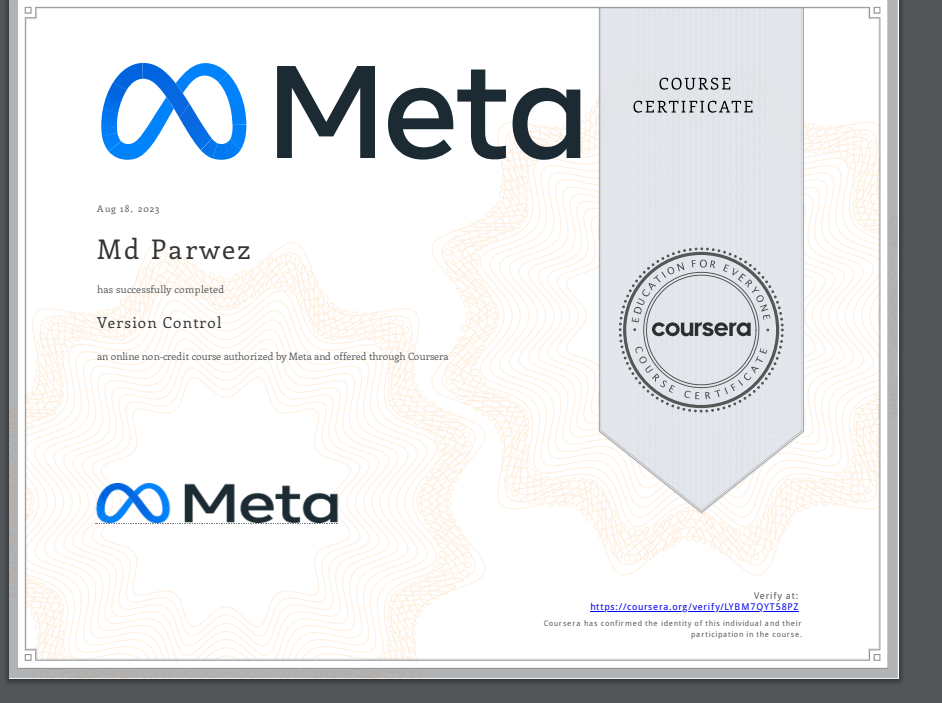 Meta
COURSE
CERTIFICATE
Aug 18, 2023
Md Parwez
has successfully completed
Version Control
an online non-credit course authorized by Meta and offered through Coursera
EDUCATION FOR EVERYONE
coursera
COURSE CERTIFICATE
Meta
Verify at:
https://coursera.org/verify/LYBM7QYT58PZ
Coursera has confirmed the identity of this individual and their
participation in the course.